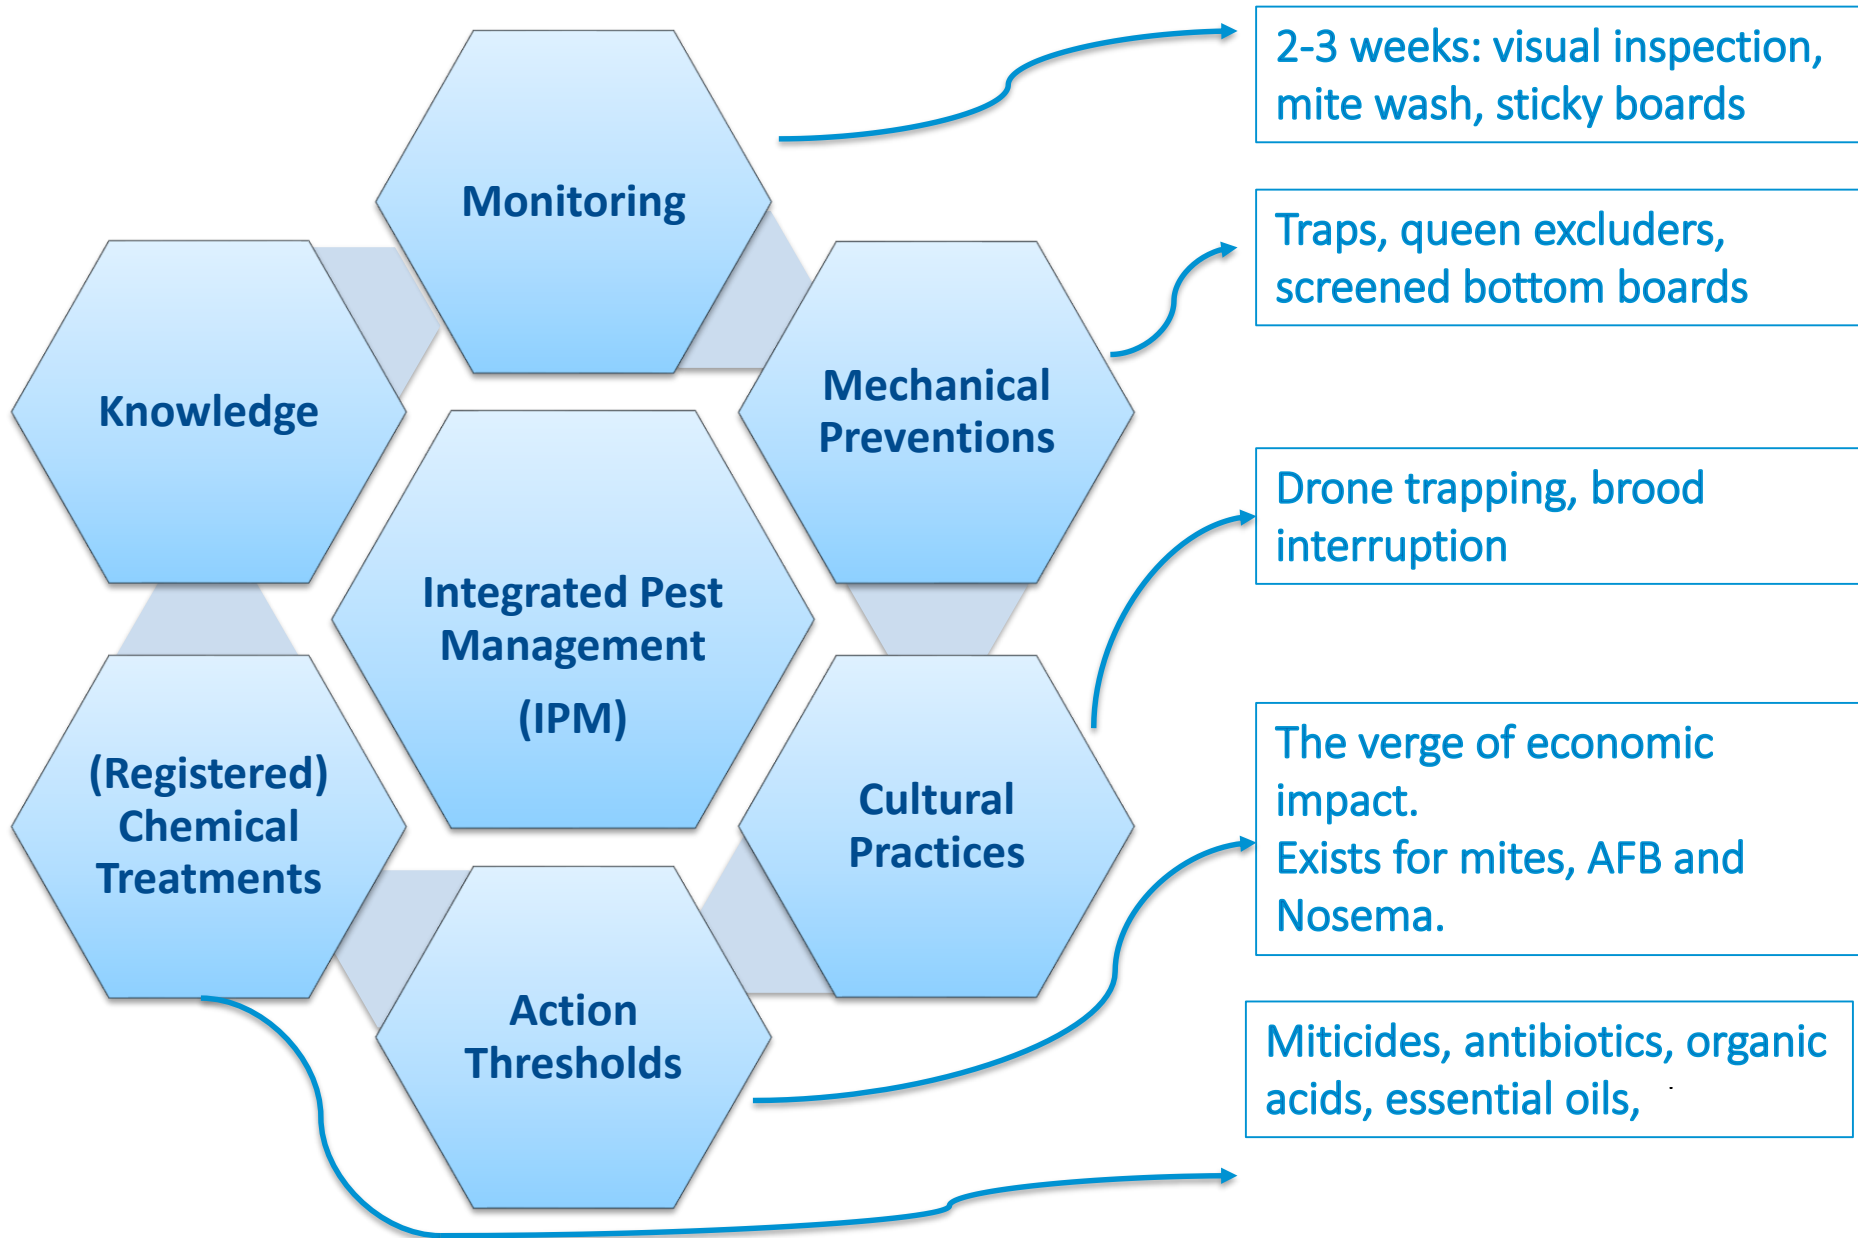 Monitoring
Knowledge
Mechanical
Preventions
Integrated Pest
Management
(IPM)
(Registered)
Chemical
Treatments
Cultural
Practices
Action
Thresholds
2-3 weeks: visual inspection,
mite wash, sticky boards
Traps, queen excluders,
screened bottom boards
Drone trapping, brood
interruption
The verge of economic
impact.
Exists for mites, AFB and
Nosema.
Miticides, antibiotics, organic
acids, essential oils,